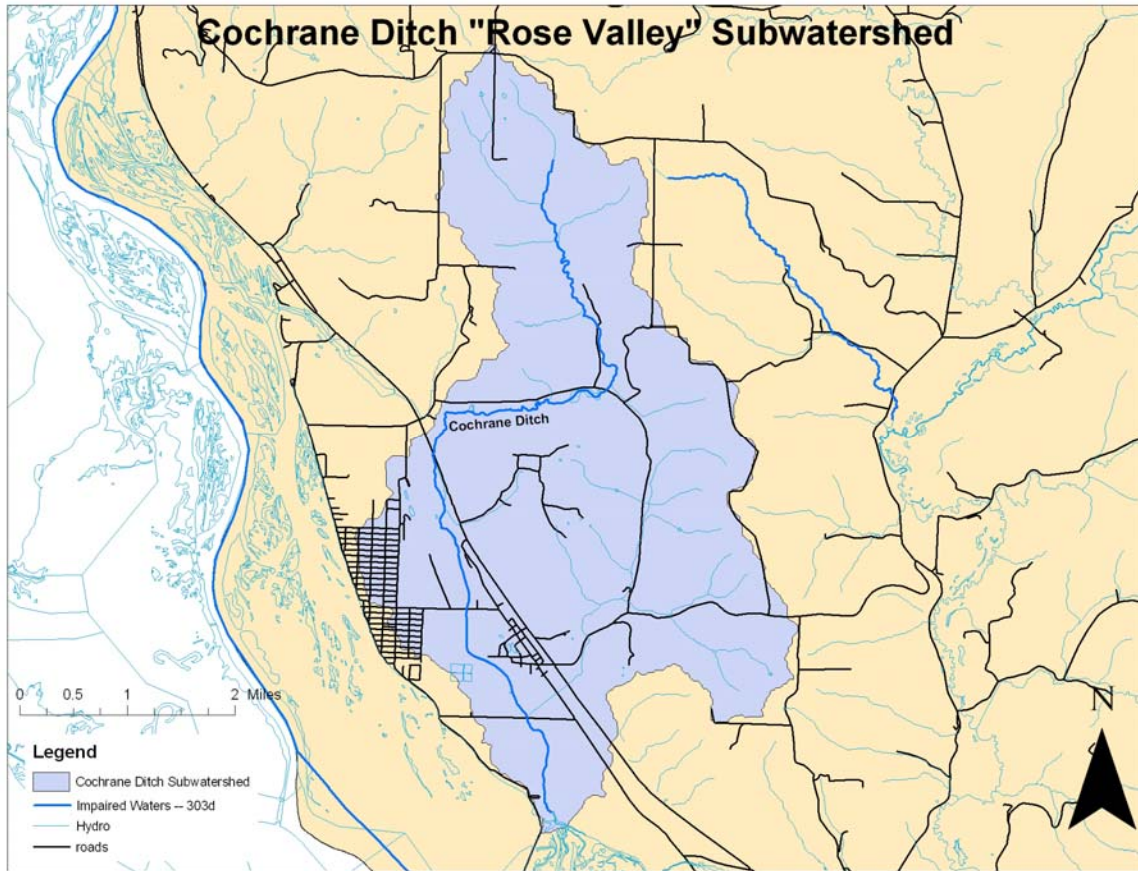 Cochrane Ditch "Rose Valley" Subwatershed
Cochrane Ditch
0 0.5 1 2 Miles
N
Legend
Cochrane Ditch Subwatershed
Impaired Waters -- 303d
Hydro
roads